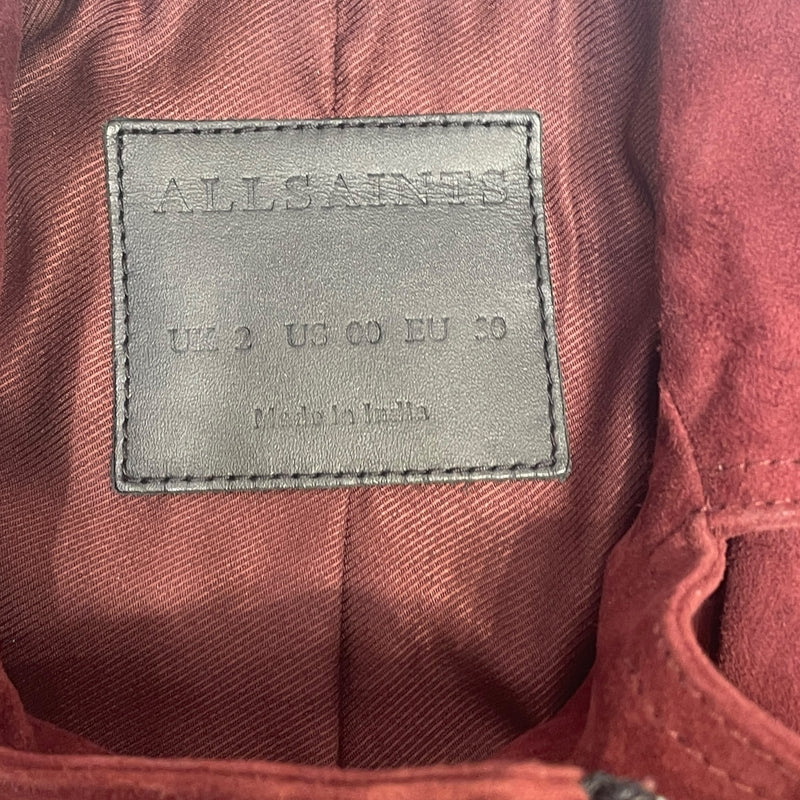 ALLSAINTS
UK 2 US 00 EU 30
Made in India